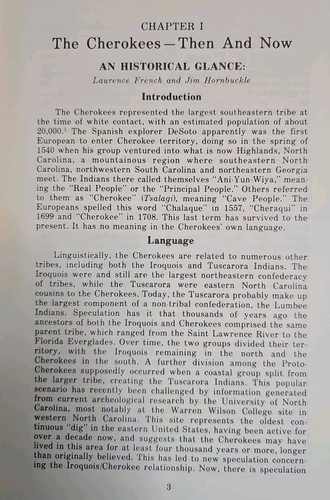 CHAPTER I
The Cherokees—Then And Now
AN HISTORICAL GLANCE:
Laurence French and Jim Hornbuckle
Introduction
The Cherokees represented the largest southeastern tribe at
the time of white contact, with an estimated population of about
20,000.¹ The Spanish explorer DeSoto apparently was the first
European to enter Cherokee territory, doing so in the spring of
1540 when his group ventured into what is now Highlands, North
Carolina, a mountainous region where southeastern North
Carolina, northwestern South Carolina and northeastern Georgia
meet. The Indians there called themselves "Ani-Yun-Wiya," mean-
ing the "Real People" or the "Principal People." Others referred
to them as "Cherokee" (Tsalagi), meaning "Cave People." The
Europeans spelled this word "Chalaque" in 1557, "Cheraqui" in
1699 and "Cherokee" in 1708. This last term has survived to the
present. It has no meaning in the Cherokees' own language.
Language
Linguistically, the Cherokees are related to numerous other
tribes, including both the Iroquois and Tuscarora Indians. The
Iroquois were and still are the largest northeastern confederacy
of tribes, while the Tuscarora were eastern North Carolina
cousins to the Cherokees. Today, the Tuscarora probably make up
the largest component of a non tribal confederation, the Lumbee
Indians. Speculation has it that thousands of years ago the
ancestors of both the Iroquois and Cherokees comprised the same
parent tribe, which ranged from the Saint Lawrence River to the
Florida Everglades. Over time, the two groups divided their ter-
ritory, with the Iroquois remaining in the north and the
Cherokees in the south. A further division among the Proto-
Cherokees supposedly occurred when a coastal group split from
the larger tribe, creating the Tuscarora Indians. This popular
scenario has recently been challenged by information generated
from current archeological research by the University of North
Carolina, most notably at the Warren Wilson College site in
western North Carolina. This site represents the oldest con-
tinuous "dig" in the eastern United States, having been active for
over a decade now, and suggests that the Cherokees may have
lived in this area for at least four thousand years or more, longer
than originally believed. This has led to new speculation concern-
ing the Iroquois/Cherokee relationship. Now, there is speculation
3